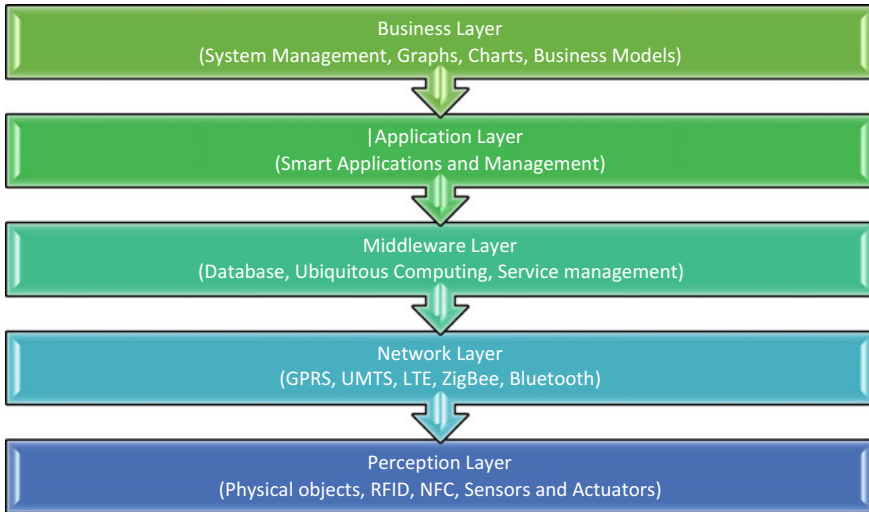 Business Layer
(System Management, Graphs, Charts, Business Models)
|Application Layer
(Smart Applications and Management)
Middleware Layer
(Database, Ubiquitous Computing, Service management)
Network Layer
(GPRS, UMTS, LTE, ZigBee, Bluetooth)
Perception Layer
(Physical objects, RFID, NFC, Sensors and Actuators)